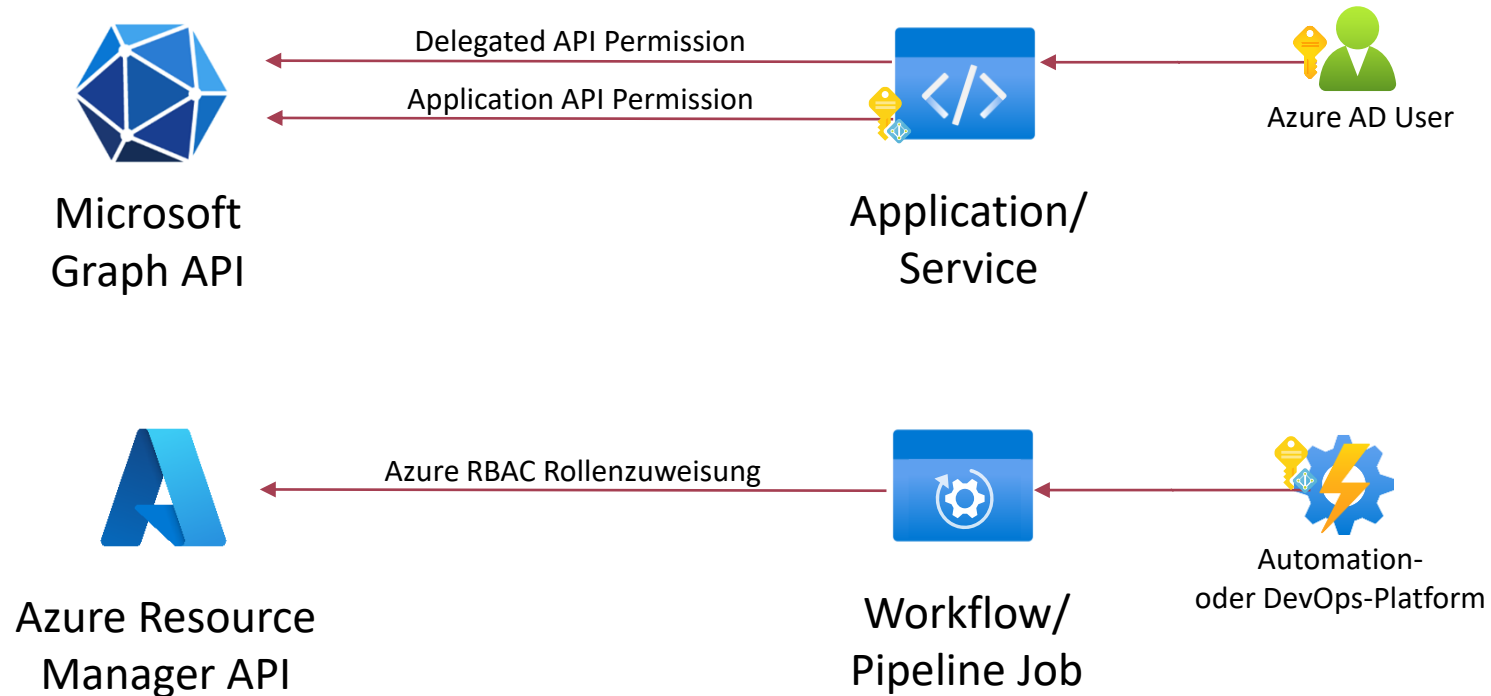 Delegated API Permission
Application API Permission
Azure AD User
Microsoft
Graph API
Application/
Service
Azure RBAC Rollenzuweisung
Automation-
oder DevOps-Platform
Azure Resource
Manager API
Workflow/
Pipeline Job